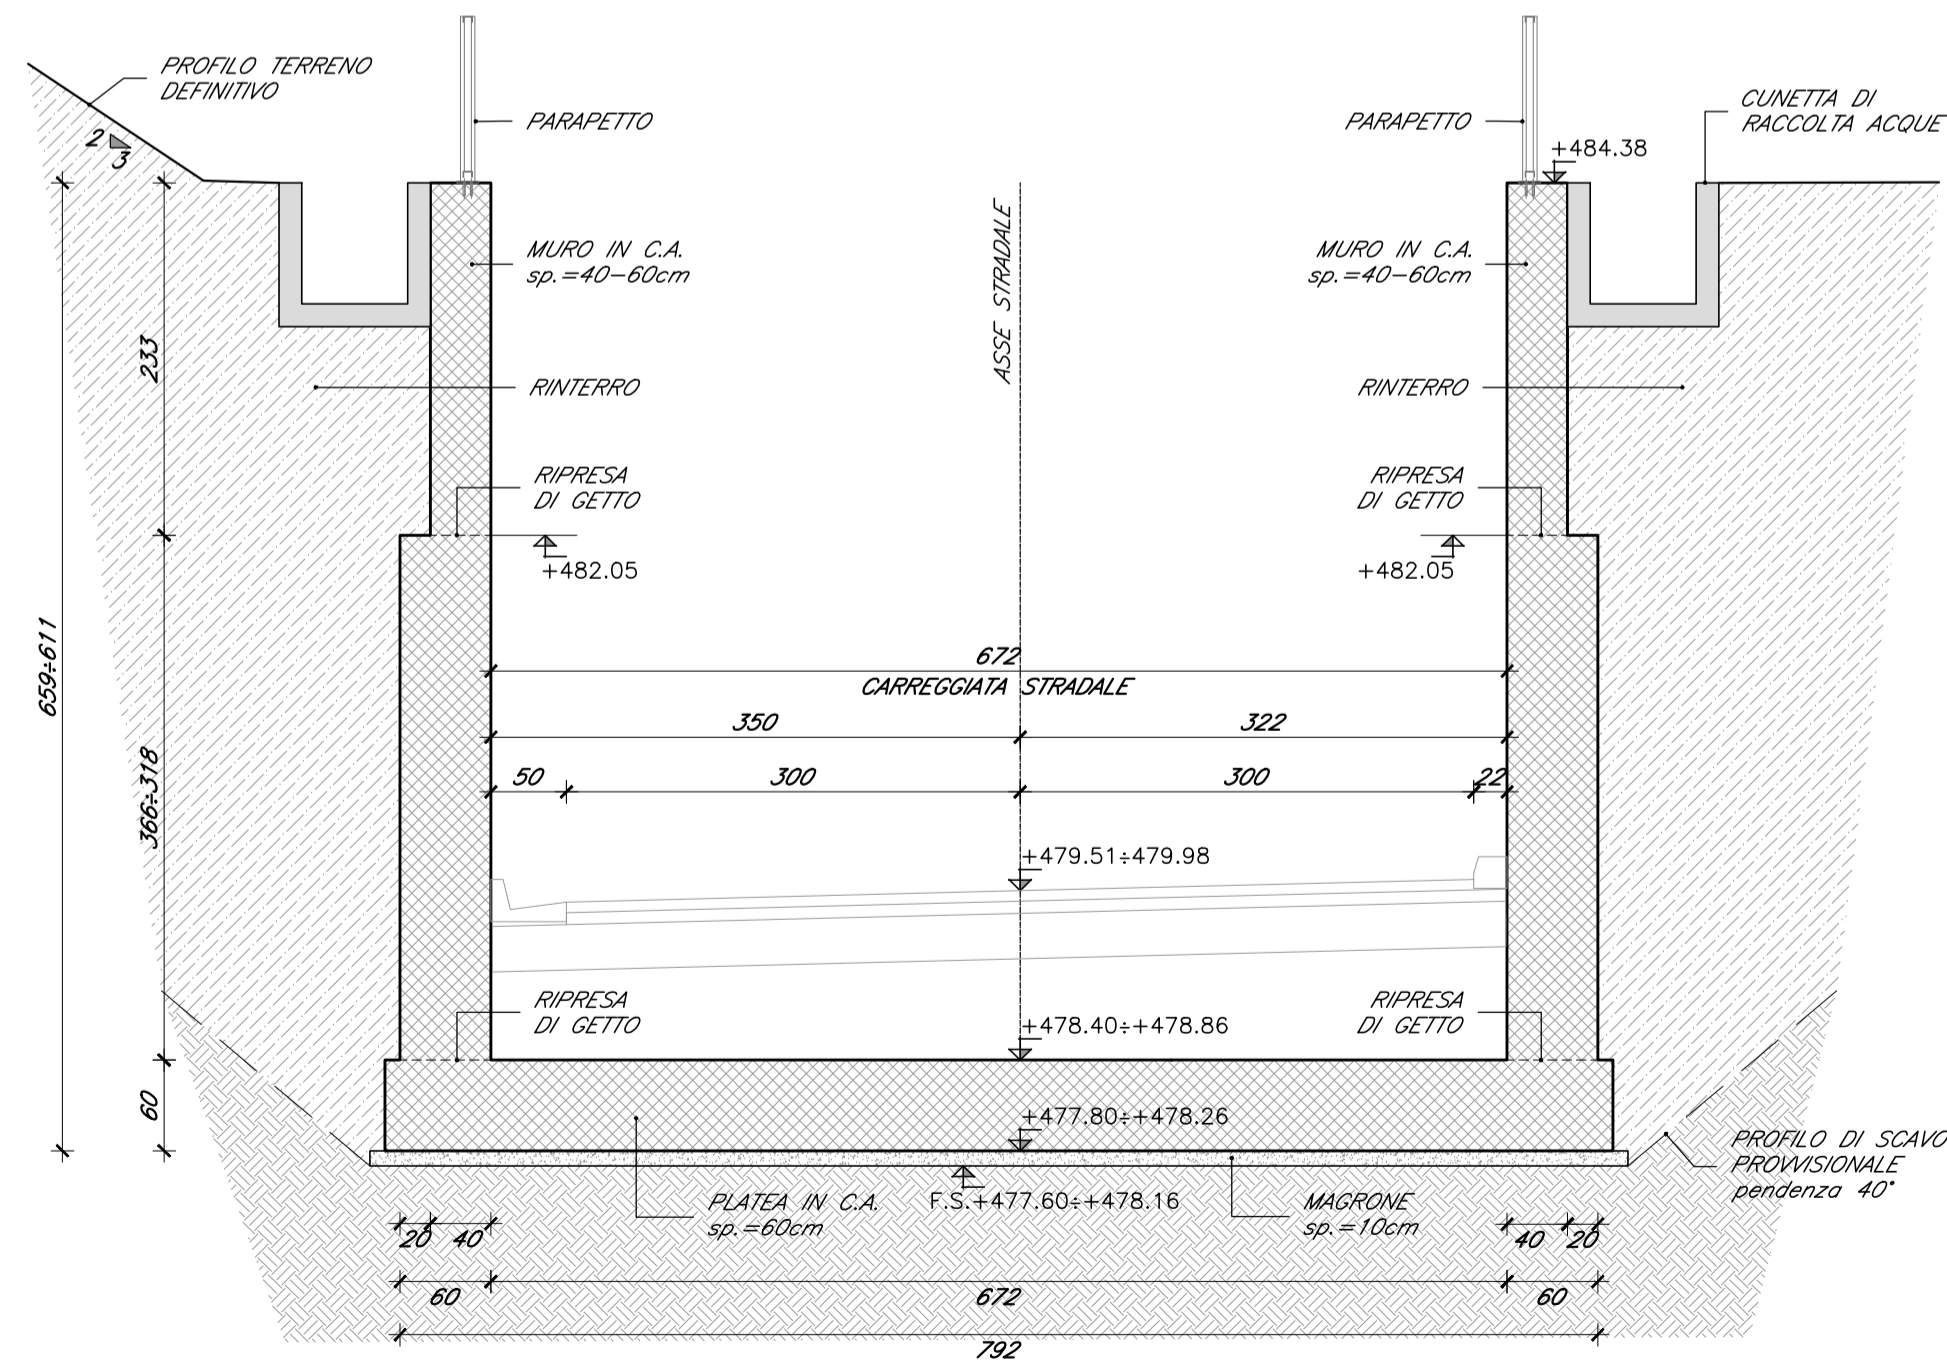 PROFILO TERRENO
DEFINITIVO
2
3
PARAPETTO
PARAPETTO
CUNETTA DI
RACCOLTA ACQUE
+484.38
ASSE STRADALE
MURO IN C.A.
sp.=40-60cm
MURO IN C.A.
sp.=40-60cm
233
RINTERRO
RINTERRO
RIPRESA
DI GETTO
RIPRESA
DI GETTO
+482.05
+482.05
659÷611
672
CARREGGIATA STRADALE
350
322
366÷318
50
300
300
22
+479.51÷479.98
RIPRESA
DI GETTO
RIPRESA
DI GETTO
+478.40÷+478.86
60
+477.80÷+478.26
PROFILO DI SCAVO
PROVVISIONALE
pendenza 40°
PLATEA IN C.A.
sp.=60cm
F.S.+477.60÷+478.16
MAGRONE
sp.=10cm
20
40
40
20
60
672
60
792